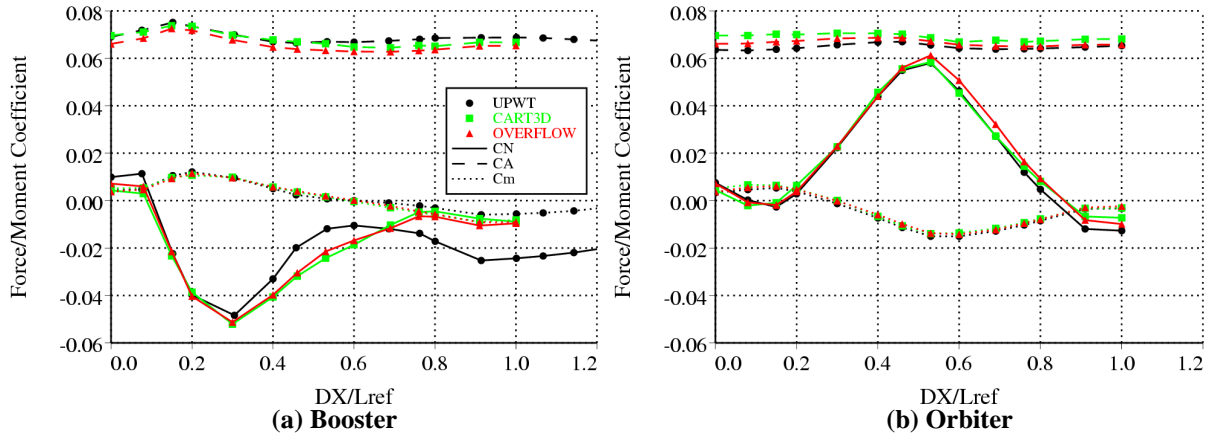 0.08
0.06
0.04
0.02
0.00
-0.02
-0.04
-0.06
Force/Moment Coefficient
UPWT
CART3D
OVERFLOW
CN
CA
Cm
0.0 0.2 0.4 0.6 0.8 1.0 1.2
DX/Lref
(a) Booster
0.08
0.06
0.04
0.02
0.00
-0.02
-0.04
-0.06
Force/Moment Coefficient
0.0 0.2 0.4 0.6 0.8 1.0 1.2
DX/Lref
(b) Orbiter